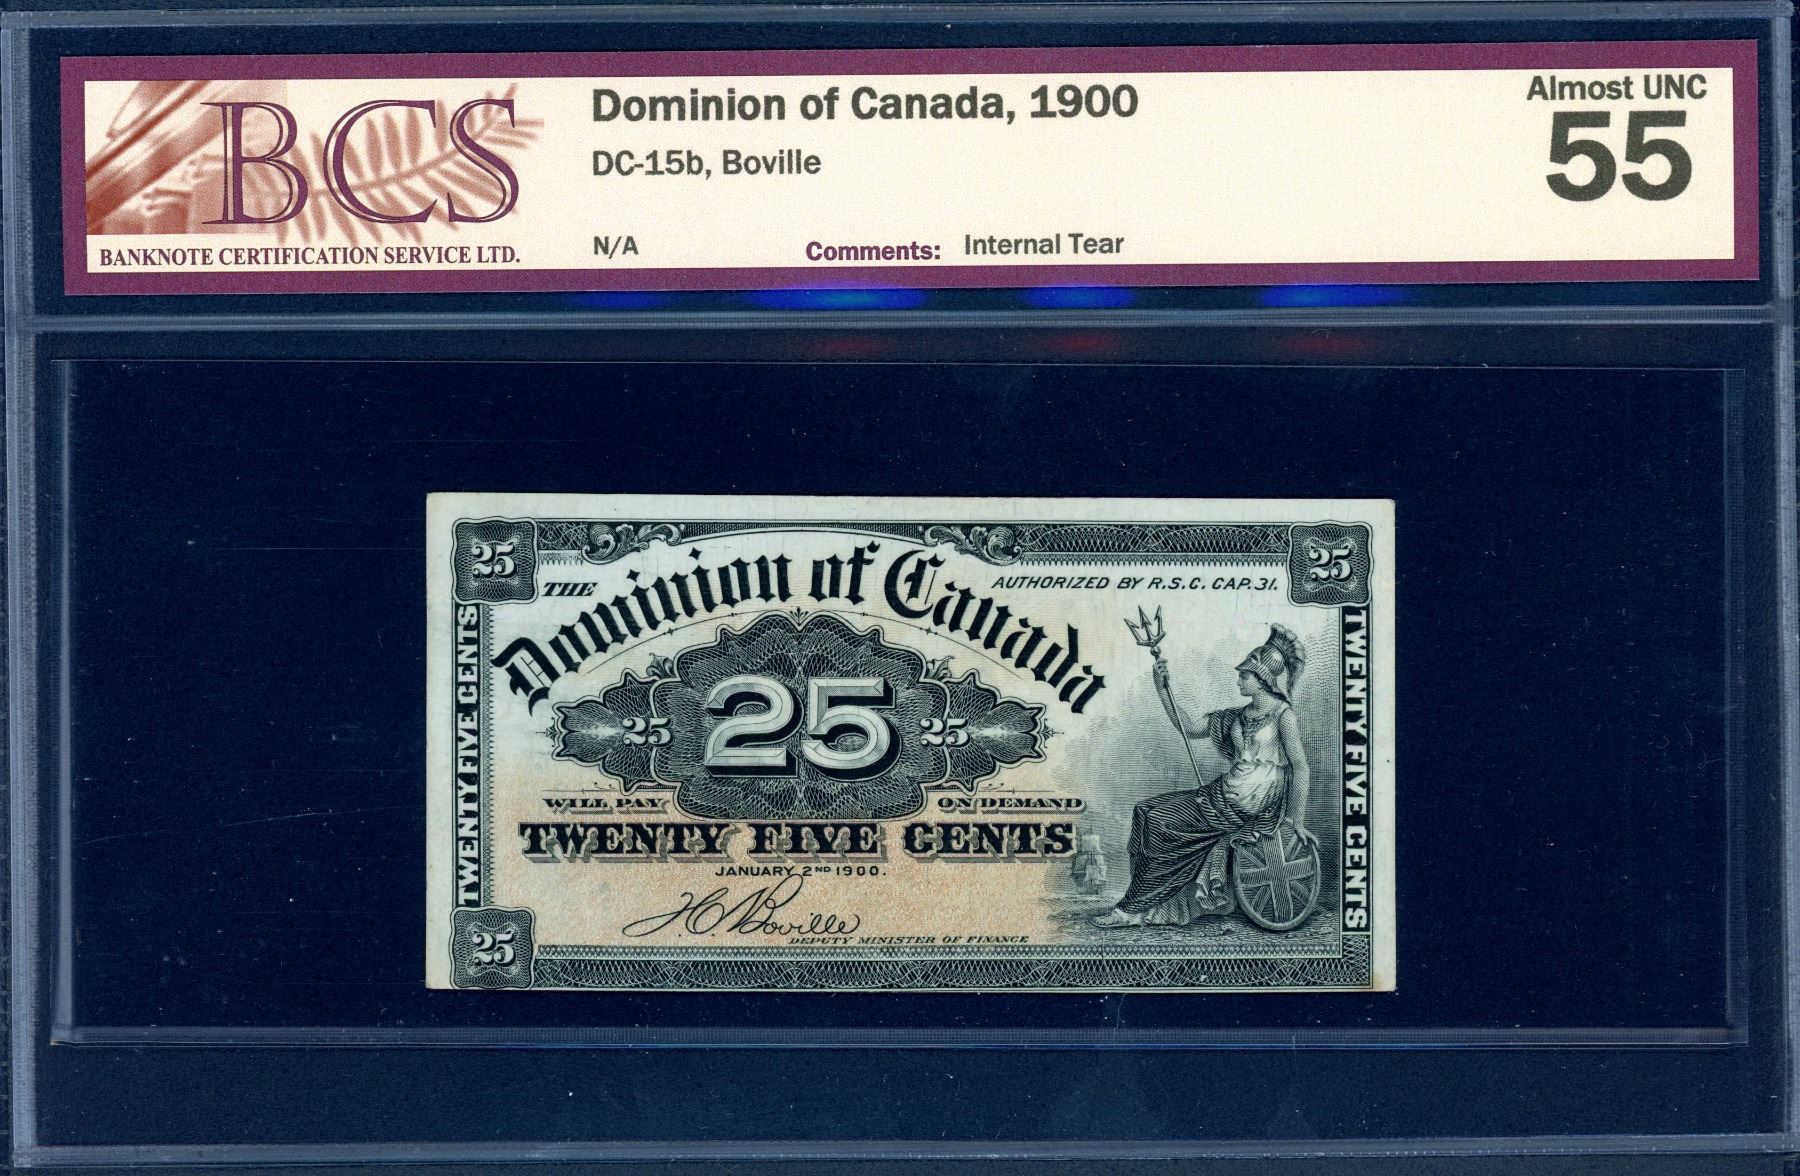 BCS
BANKNOTE CERTIFICATION SERVICE LTD.
Dominion of Canada, 1900
DC-15b, Boville
N/A
Comments: Internal Tear
Almost UNC
55
25
25
THE Dominion of Canada
AUTHORIZED BY R.S.C. CAP. 31.
TWENTY FIVE CENTS
25
25
25
TWENTY FIVE CENTS
WILL PAY
ON DEMAND
TWENTY FIVE CENTS
JANUARY 2ND 1900.
H.C. Boville
DEPUTY MINISTER OF FINANCE
25